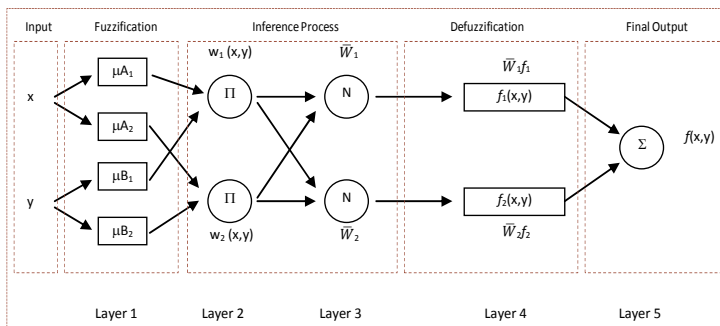 Input Fuzzification Inference Process Defuzzification Final Output
w₁ (x,y) W̅₁ W̅₁f₁
μA₁
x Π N f₁(x,y)
μA₂
Σ f(x,y)
μB₁
y Π N f₂(x,y)
μB₂
w₂ (x,y) W̅₂ W̅₂f₂
Layer 1 Layer 2 Layer 3 Layer 4 Layer 5